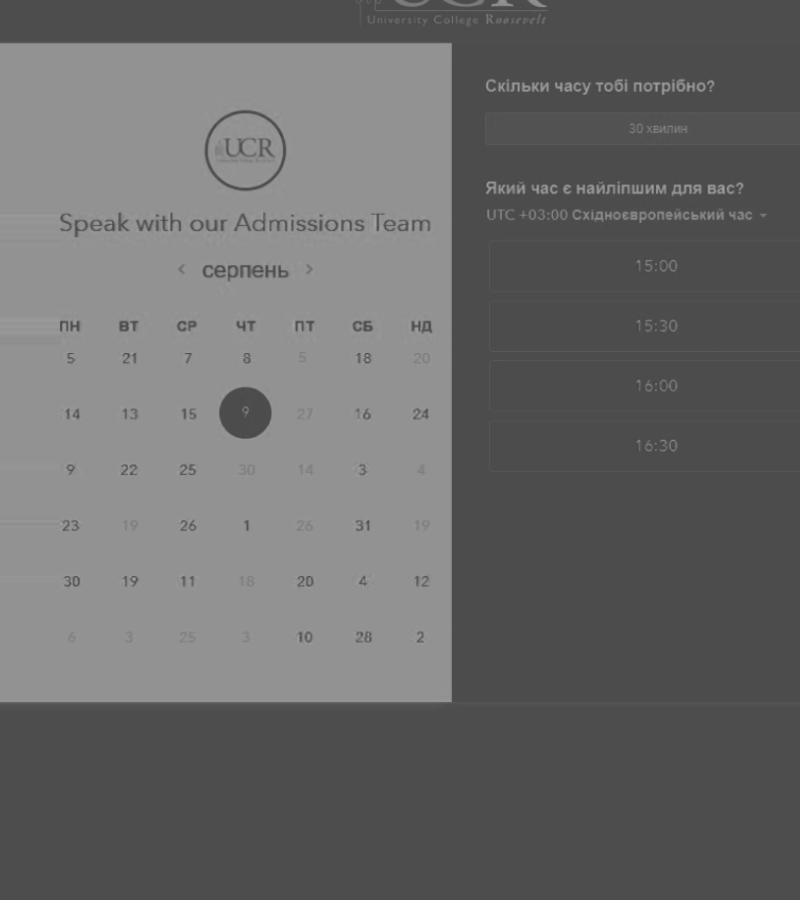 UCR
University College Roosevelt
UCR
Speak with our Admissions Team
серпень
ПН ВТ СР ЧТ ПТ СБ НД
5 21 7 8 5 18 20
14 13 15 9 27 16 24
9 22 25 30 14 3 4
23 19 26 1 26 31 19
30 19 11 18 20 4 12
6 3 25 3 10 28 2
Скільки часу тобі потрібно?
30 хвилин
Який час є найліпшим для вас?
UTC +03:00 Східноєвропейський час
15:00
15:30
16:00
16:30